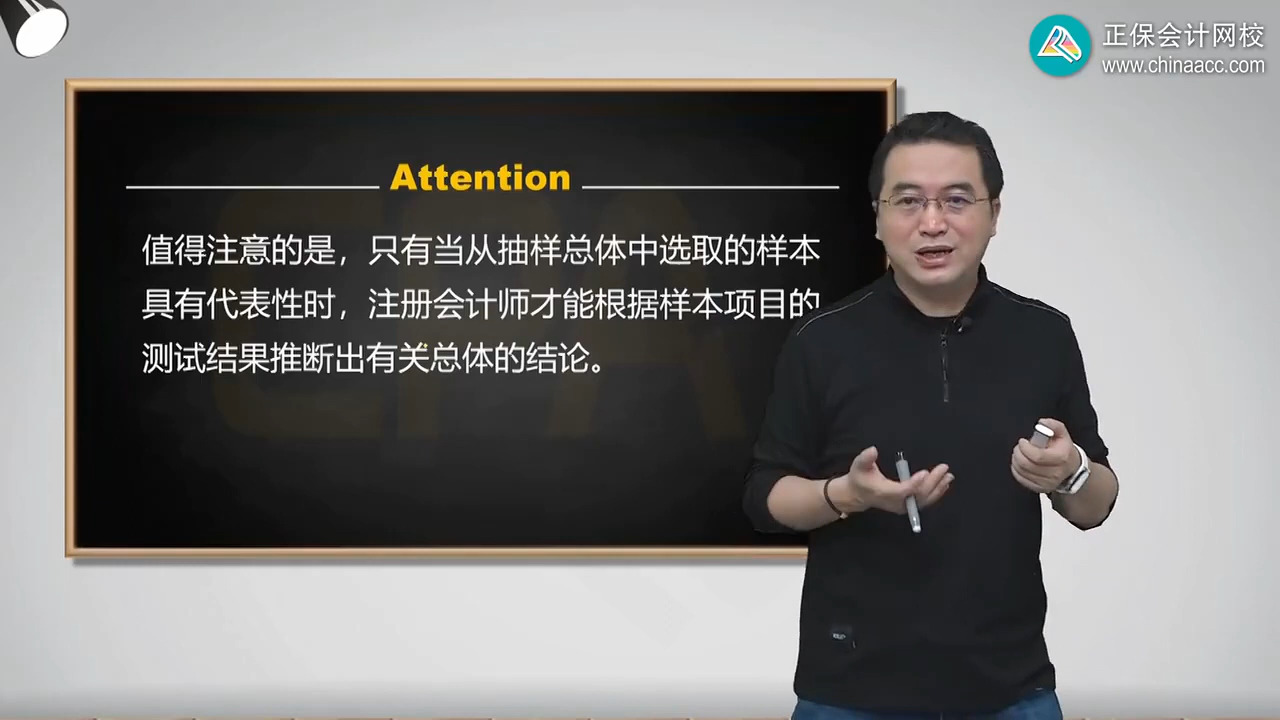 正保会计网校
www.chinaacc.com
Attention
值得注意的是，只有当从抽样总体中选取的样本
具有代表性时，注册会计师才能根据样本项目的
测试结果推断出有关总体的结论。
CPA